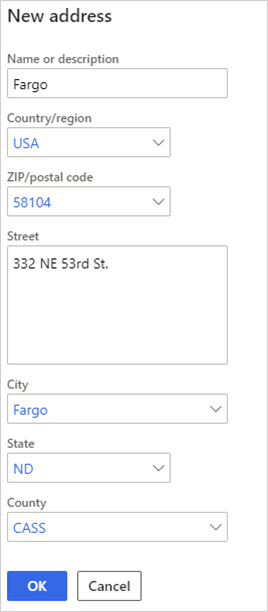 New address
Name or description
Fargo
Country/region
USA
ZIP/postal code
58104
Street
332 NE 53rd St.
City
Fargo
State
ND
County
CASS
OK Cancel